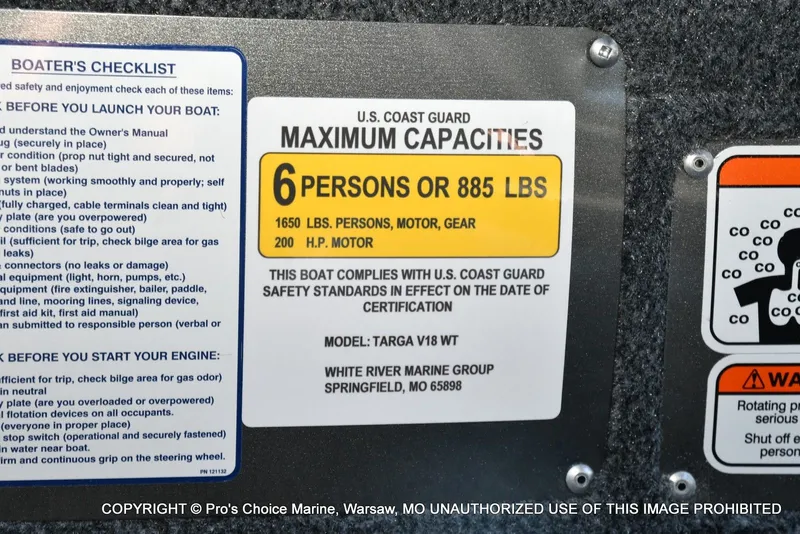 BOATER'S CHECKLIST
ed safety and enjoyment check each of these items:
K BEFORE YOU LAUNCH YOUR BOAT:
d understand the Owner's Manual
ug (securely in place)
r condition (prop nut tight and secured, not
or bent blades)
system (working smoothly and properly; self
nuts in place)
(fully charged, cable terminals clean and tight)
y plate (are you overpowered)
conditions (safe to go out)
il (sufficient for trip, check bilge area for gas
leaks)
connectors (no leaks or damage)
al equipment (light, horn, pumps, etc.)
equipment (fire extinguisher, bailer, paddle,
and line, mooring lines, signaling device,
first aid kit, first aid manual)
an submitted to responsible person (verbal or
K BEFORE YOU START YOUR ENGINE:
fficient for trip, check bilge area for gas odor)
in neutral
y plate (are you overloaded or overpowered)
al flotation devices on all occupants.
(everyone in proper place)
stop switch (operational and securely fastened)
in water near boat.
irm and continuous grip on the steering wheel.
PN 121132
U.S. COAST GUARD
MAXIMUM CAPACITIES
6 PERSONS OR 885 LBS
1650 LBS. PERSONS, MOTOR, GEAR
200 H.P. MOTOR
THIS BOAT COMPLIES WITH U.S. COAST GUARD
SAFETY STANDARDS IN EFFECT ON THE DATE OF
CERTIFICATION
MODEL: TARGA V18 WT
WHITE RIVER MARINE GROUP
SPRINGFIELD, MO 65898
CO
CO CO
CO CO
CO CO
CO
CO
WA
Rotating pr
serious
Shut off e
person
COPYRIGHT © Pro's Choice Marine, Warsaw, MO UNAUTHORIZED USE OF THIS IMAGE PROHIBITED